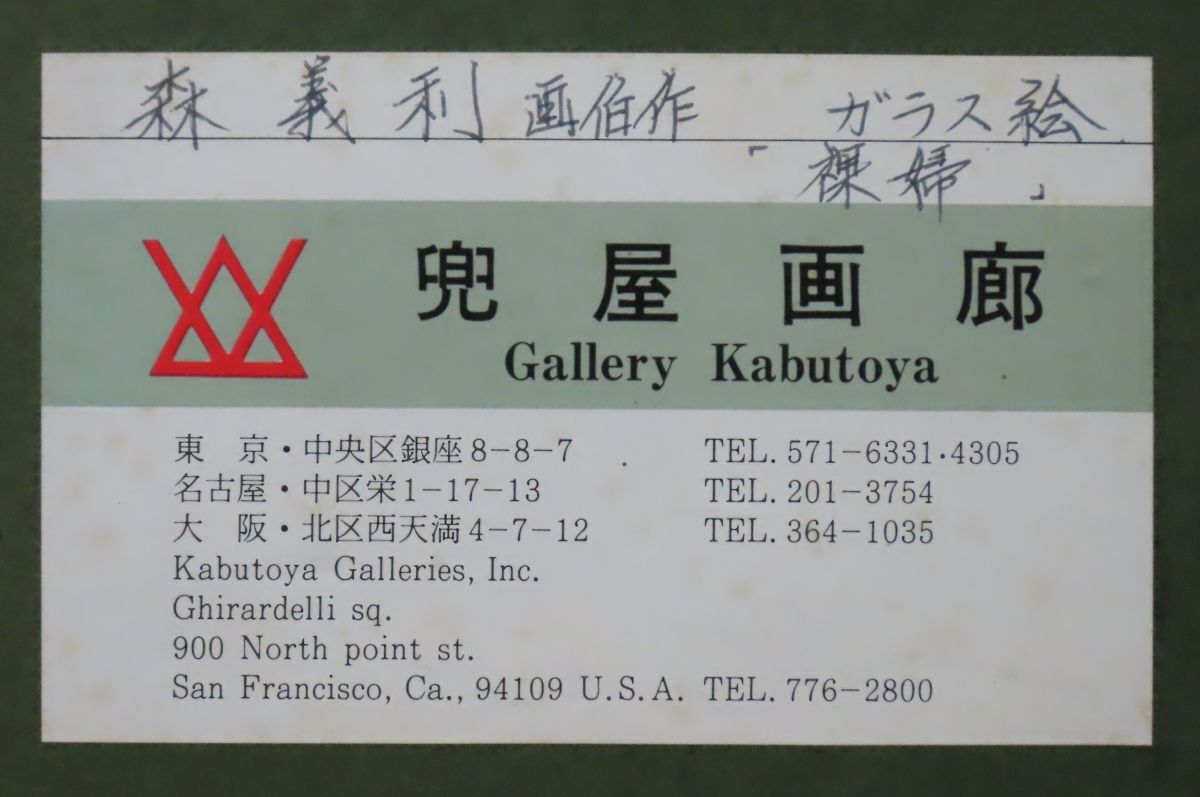 森義利画伯作 ガラス絵
「裸婦」
兜屋画廊
Gallery Kabutoya
東 京・中央区銀座8-8-7 TEL.571-6331・4305
名古屋・中区栄1-17-13 TEL.201-3754
大 阪・北区西天満4-7-12 TEL.364-1035
Kabutoya Galleries, Inc.
Ghirardelli sq.
900 North point st.
San Francisco, Ca., 94109 U.S.A. TEL.776-2800